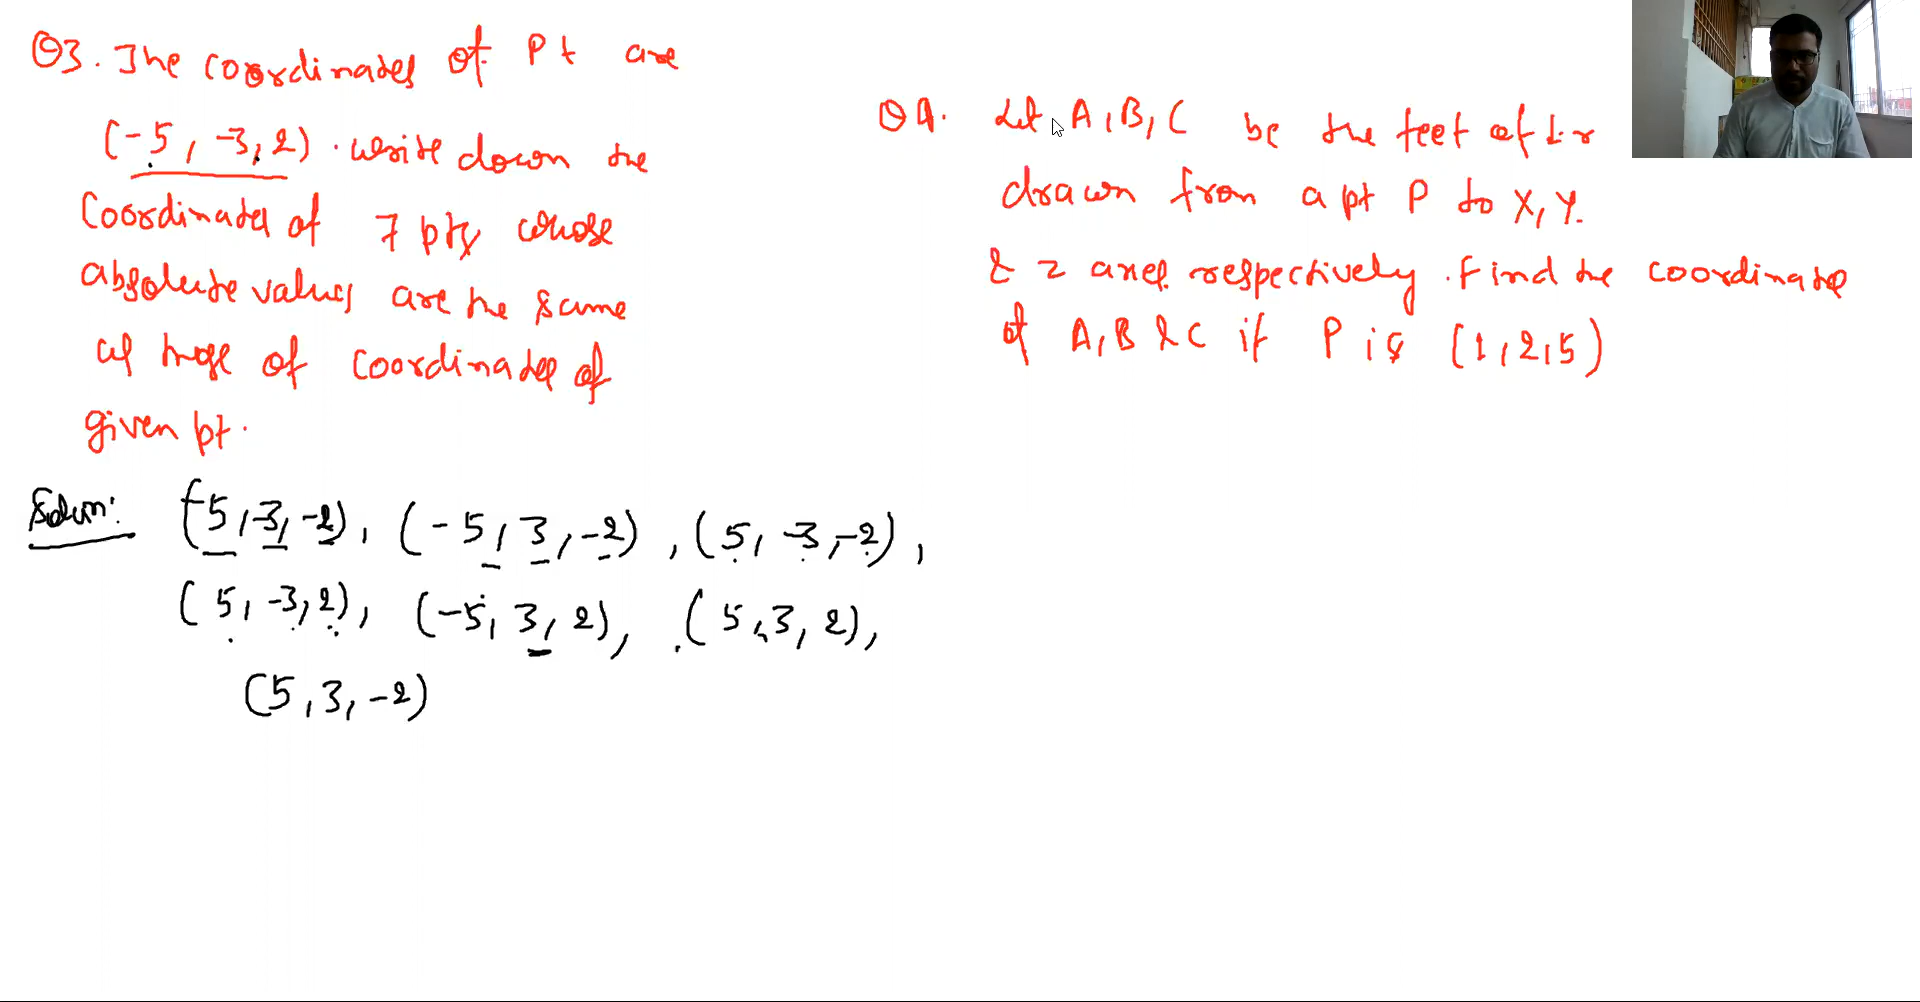 Q3. The coordinates of Pt are
(-5, -3, 2). write down the
Coordinates of 7 pts whose
absolute values are the same
as those of coordinates of
given pt.
Soln: (-5, -3, -2), (-5, 3, -2), (5, -3, -2),
(5, -3, 2), (-5, 3, 2), (5, 3, 2),
(5, 3, -2)
Q4. Let A, B, C be the feet of ⊥r
drawn from a pt P to X, Y.
& z axes respectively. Find the coordinates
of A, B & C if P is (1, 2, 5)